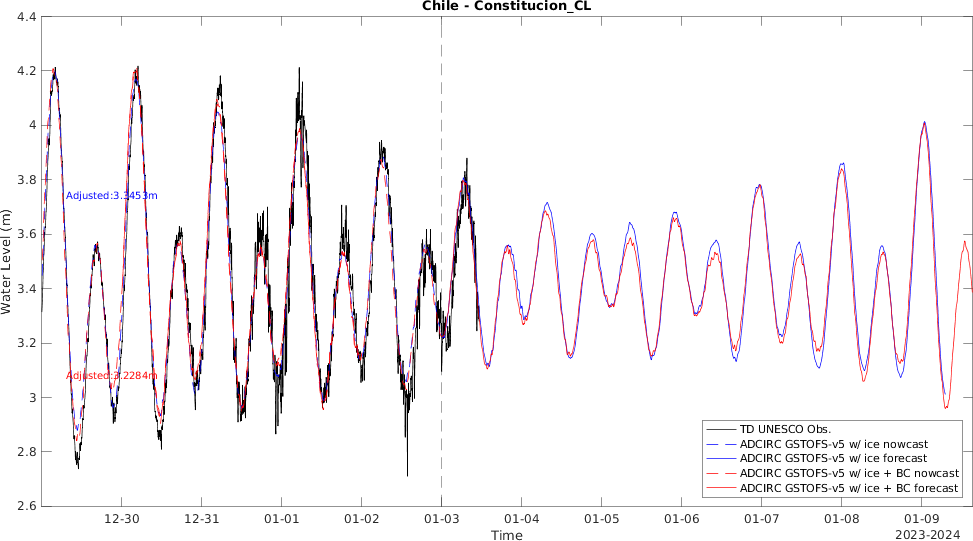 Chile - Constitucion_CL
4.4
4.2
4
3.8
3.6
3.4
3.2
3
2.8
2.6
Water Level (m)
Adjusted:3.3453m
Adjusted:3.2284m
TD UNESCO Obs.
ADCIRC GSTOFS-v5 w/ ice nowcast
ADCIRC GSTOFS-v5 w/ ice forecast
ADCIRC GSTOFS-v5 w/ ice + BC nowcast
ADCIRC GSTOFS-v5 w/ ice + BC forecast
12-30 12-31 01-01 01-02 01-03 01-04 01-05 01-06 01-07 01-08 01-09
Time
2023-2024